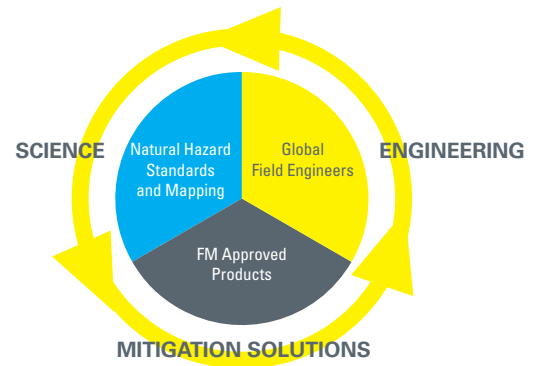 SCIENCE
Natural Hazard
Standards
and Mapping
Global
Field Engineers
ENGINEERING
FM Approved
Products
MITIGATION SOLUTIONS